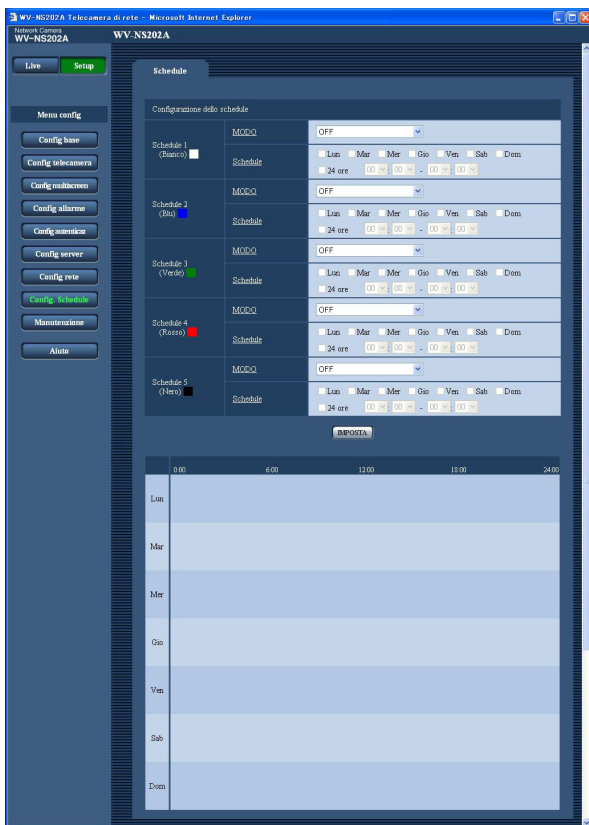 WV-NS202A Telecamera di rete - Microsoft Internet Explorer
Network Camera
WV-NS202A
WV-NS202A
Live Setup
Schedule
Menu config
Config base
Config telecamera
Config multiscreen
Config allarme
Config autenticaz
Config server
Config rete
Config. Schedule
Manutenzione
Aiuto
Configurazione dello schedule
Schedule 1
(Bianco)
MODO OFF
Schedule Lun Mar Mer Gio Ven Sab Dom
24 ore 00 : 00 - 00 : 00
Schedule 2
(Blu)
MODO OFF
Schedule Lun Mar Mer Gio Ven Sab Dom
24 ore 00 : 00 - 00 : 00
Schedule 3
(Verde)
MODO OFF
Schedule Lun Mar Mer Gio Ven Sab Dom
24 ore 00 : 00 - 00 : 00
Schedule 4
(Rosso)
MODO OFF
Schedule Lun Mar Mer Gio Ven Sab Dom
24 ore 00 : 00 - 00 : 00
Schedule 5
(Nero)
MODO OFF
Schedule Lun Mar Mer Gio Ven Sab Dom
24 ore 00 : 00 - 00 : 00
IMPOSTA
0:00 6:00 12:00 18:00 24:00
Lun
Mar
Mer
Gio
Ven
Sab
Dom